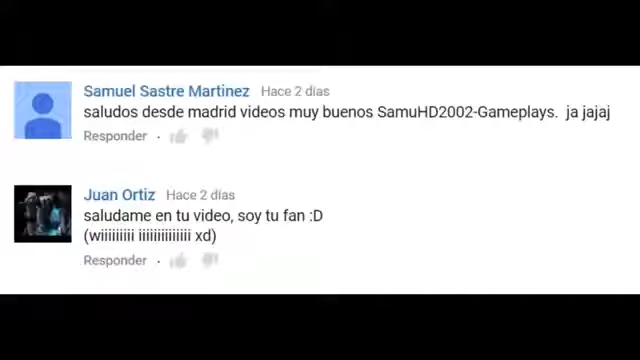 Samuel Sastre Martinez Hace 2 días
saludos desde madrid videos muy buenos SamuHD2002-Gameplays. ja jajaj
Responder ·
Juan Ortiz Hace 2 días
saludame en tu video, soy tu fan :D
(wiiiiiiiii iiiiiiiiiiiiii xd)
Responder ·